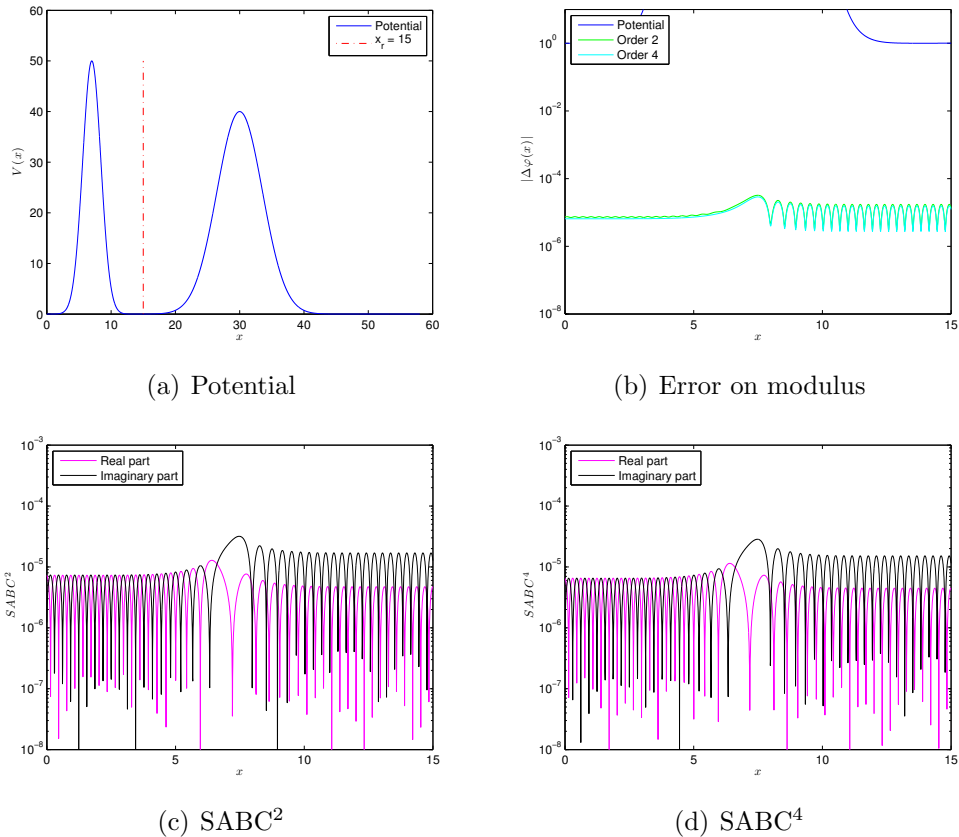 Potential
x_r = 15
V(x)
60
50
40
30
20
10
0
0 10 20 30 40 50 60
x
(a) Potential
Potential
Order 2
Order 4
|Δφ(x)|
10^0
10^-2
10^-4
10^-6
10^-8
0 5 10 15
x
(b) Error on modulus
Real part
Imaginary part
SABC^2
10^-3
10^-4
10^-5
10^-6
10^-7
10^-8
0 5 10 15
x
(c) SABC^2
Real part
Imaginary part
SABC^4
10^-3
10^-4
10^-5
10^-6
10^-7
10^-8
0 5 10 15
x
(d) SABC^4